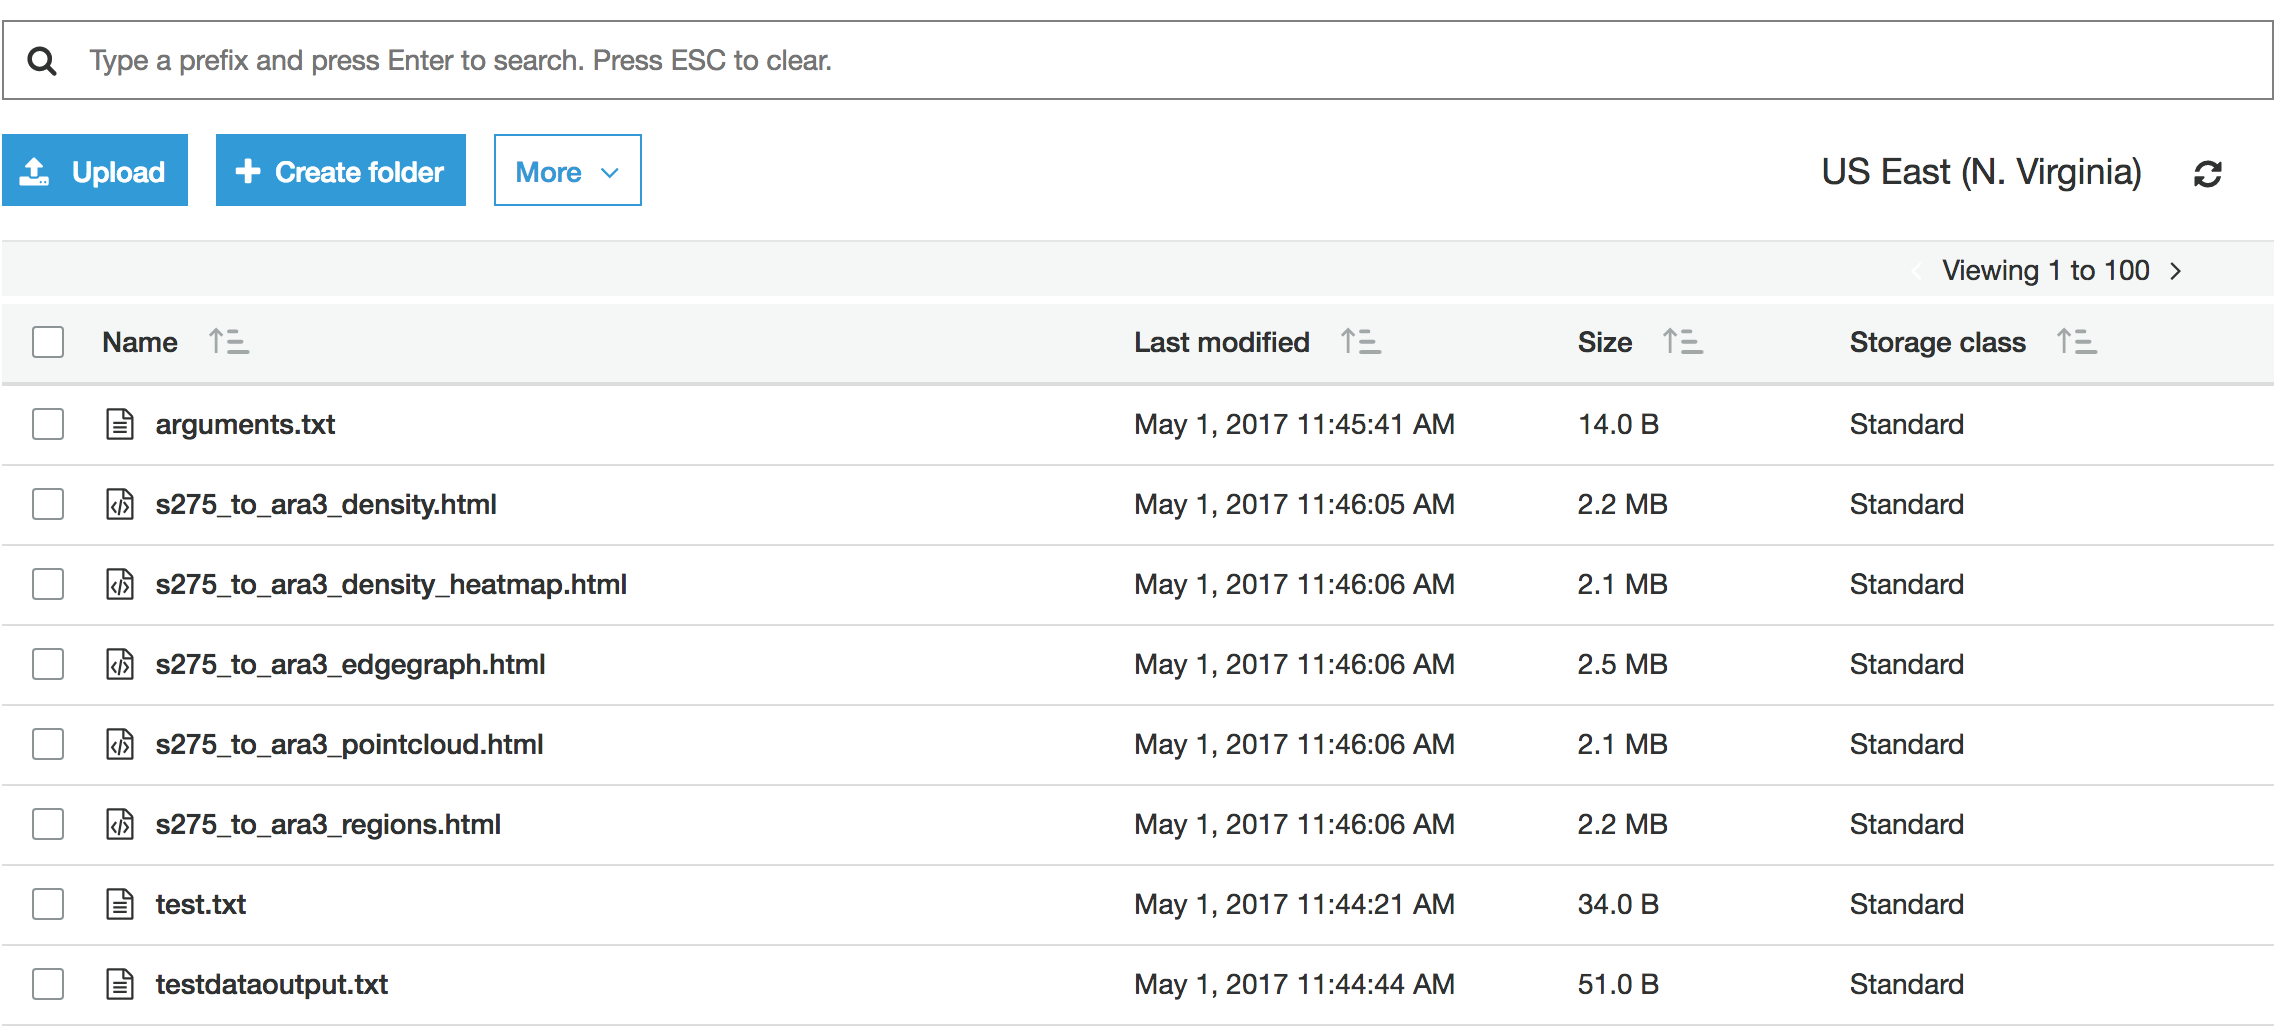 Type a prefix and press Enter to search. Press ESC to clear.
Upload Create folder More US East (N. Virginia)
Viewing 1 to 100
Name Last modified Size Storage class
arguments.txt May 1, 2017 11:45:41 AM 14.0 B Standard
s275_to_ara3_density.html May 1, 2017 11:46:05 AM 2.2 MB Standard
s275_to_ara3_density_heatmap.html May 1, 2017 11:46:06 AM 2.1 MB Standard
s275_to_ara3_edgegraph.html May 1, 2017 11:46:06 AM 2.5 MB Standard
s275_to_ara3_pointcloud.html May 1, 2017 11:46:06 AM 2.1 MB Standard
s275_to_ara3_regions.html May 1, 2017 11:46:06 AM 2.2 MB Standard
test.txt May 1, 2017 11:44:21 AM 34.0 B Standard
testdataoutput.txt May 1, 2017 11:44:44 AM 51.0 B Standard